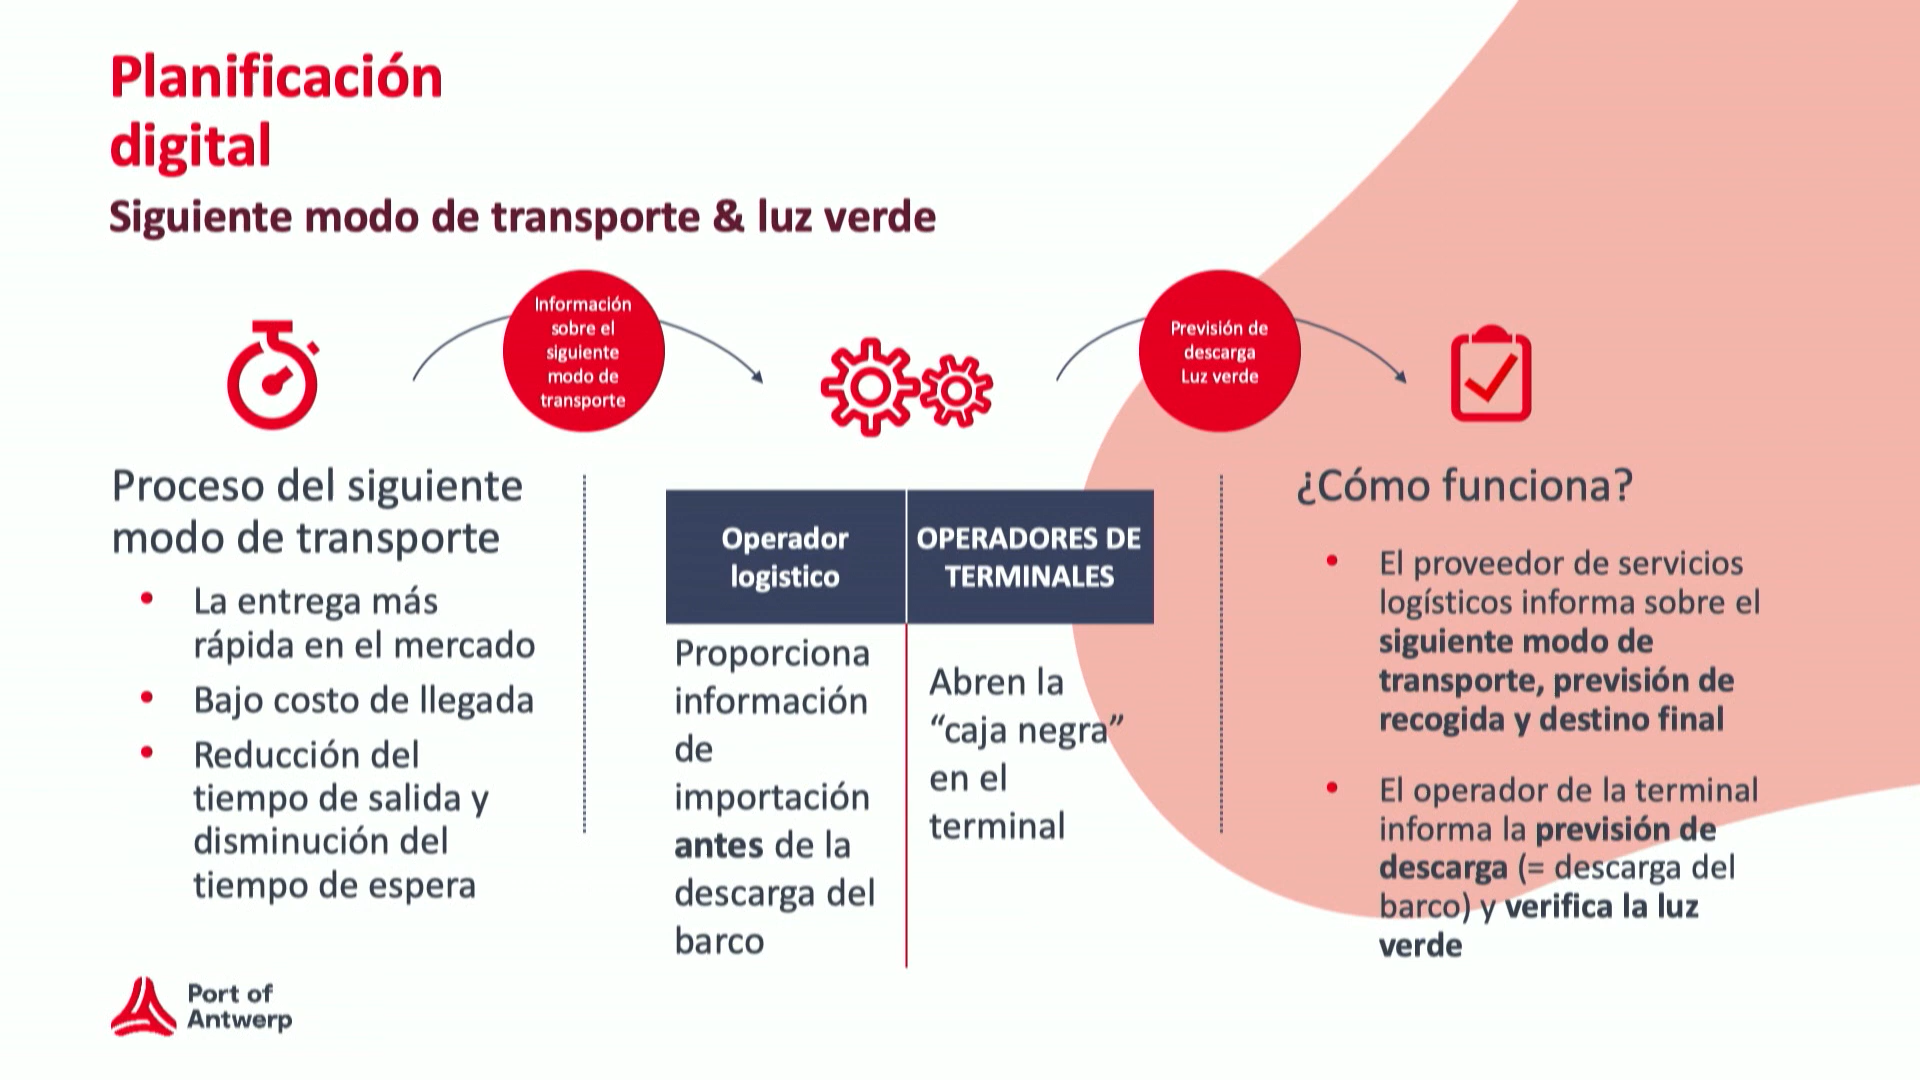 Planificación
digital
Siguiente modo de transporte & luz verde
Información
sobre el
siguiente
modo de
transporte
Previsión de
descarga
Luz verde
Proceso del siguiente
modo de transporte
• La entrega más
rápida en el mercado
• Bajo costo de llegada
• Reducción del
tiempo de salida y
disminución del
tiempo de espera
Operador
logistico
Proporciona
información
de
importación
antes de la
descarga del
barco
OPERADORES DE
TERMINALES
Abren la
“caja negra”
en el
terminal
¿Cómo funciona?
• El proveedor de servicios
logísticos informa sobre el
siguiente modo de
transporte, previsión de
recogida y destino final
• El operador de la terminal
informa la previsión de
descarga (= descarga del
barco) y verifica la luz
verde
Port of
Antwerp